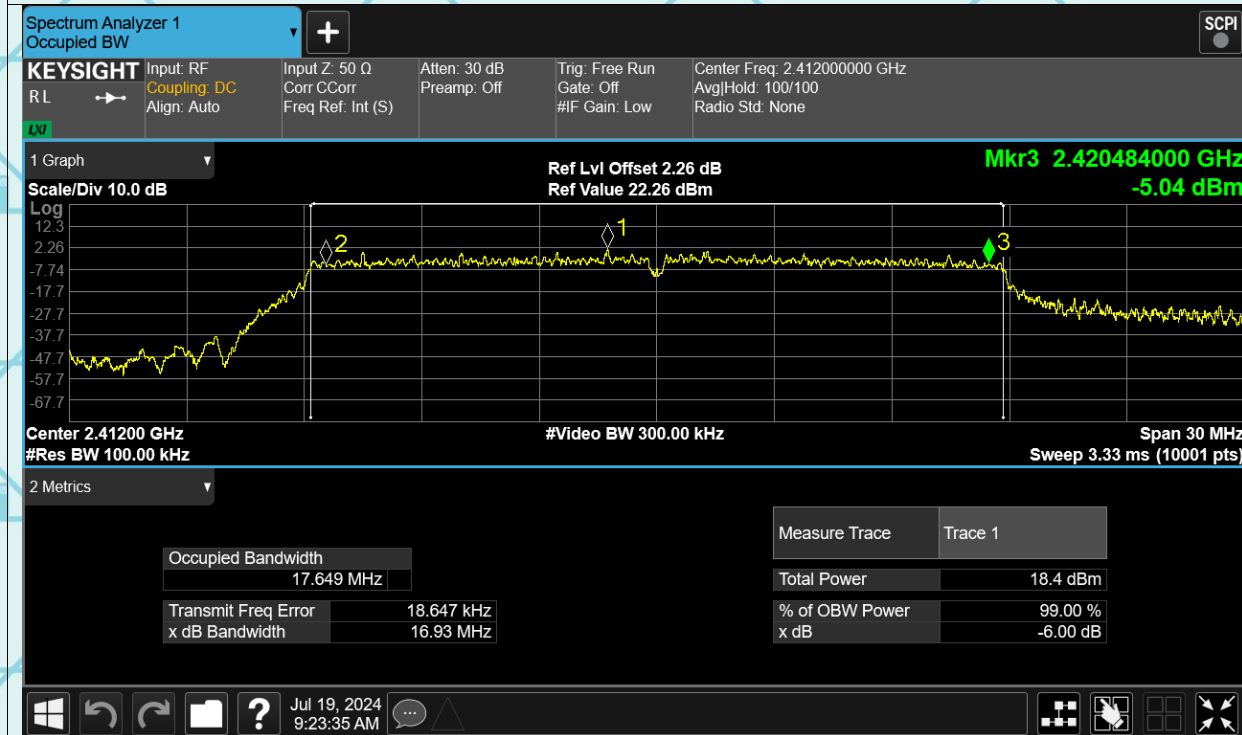 Spectrum Analyzer 1
Occupied BW
+
SCPI
KEYSIGHT
R L
LXI
Input: RF
Coupling: DC
Align: Auto
Input Z: 50 Ω
Corr CCorr
Freq Ref: Int (S)
Atten: 30 dB
Preamp: Off
Trig: Free Run
Gate: Off
#IF Gain: Low
Center Freq: 2.412000000 GHz
Avg|Hold: 100/100
Radio Std: None
1 Graph
Scale/Div 10.0 dB
Ref Lvl Offset 2.26 dB
Ref Value 22.26 dBm
Mkr3 2.420484000 GHz
-5.04 dBm
Log
12.3
2.26
-7.74
-17.7
-27.7
-37.7
-47.7
-57.7
-67.7
2
1
3
Center 2.41200 GHz
#Video BW 300.00 kHz
Span 30 MHz
#Res BW 100.00 kHz
Sweep 3.33 ms (10001 pts)
2 Metrics
Occupied Bandwidth
17.649 MHz
Transmit Freq Error 18.647 kHz
x dB Bandwidth 16.93 MHz
Measure Trace Trace 1
Total Power 18.4 dBm
% of OBW Power 99.00 %
x dB -6.00 dB
?
Jul 19, 2024
9:23:35 AM